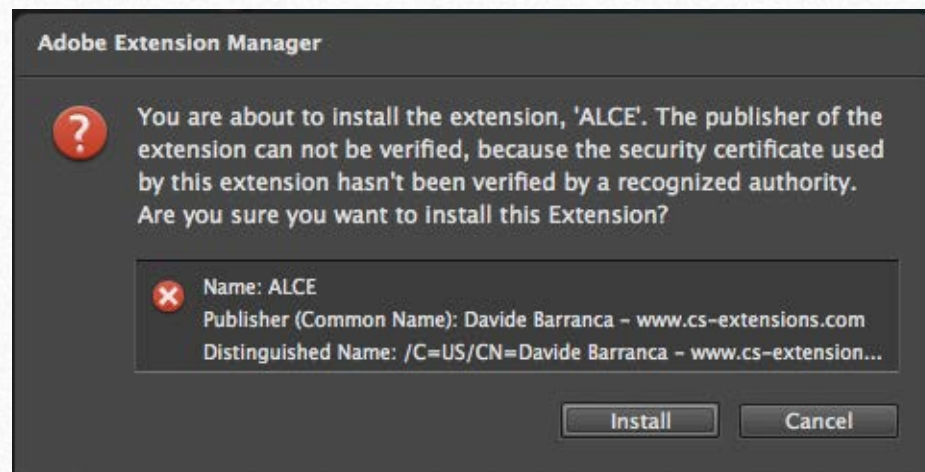 Adobe Extension Manager
You are about to install the extension, 'ALCE'. The publisher of the
extension can not be verified, because the security certificate used
by this extension hasn't been verified by a recognized authority.
Are you sure you want to install this Extension?
Name: ALCE
Publisher (Common Name): Davide Barranca – www.cs-extensions.com
Distinguished Name: /C=US/CN=Davide Barranca – www.cs-extension...
Install Cancel